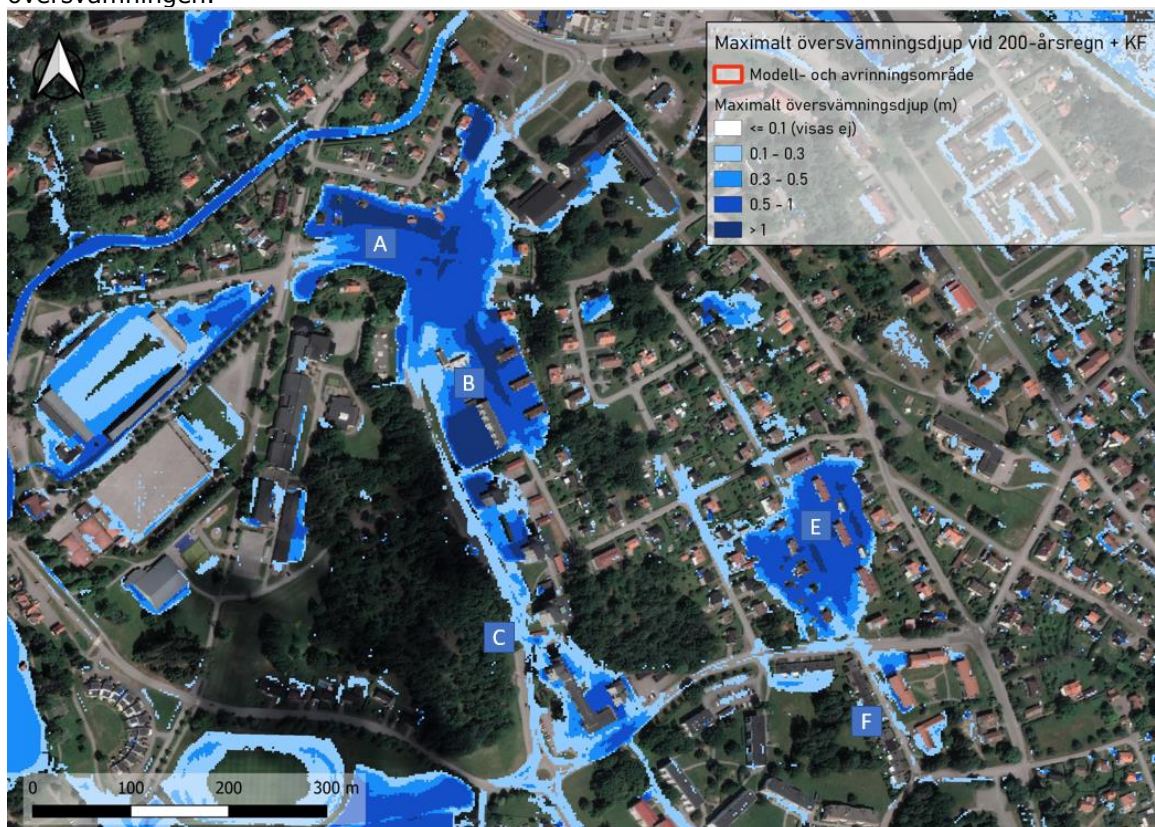 översvämningen.
Maximalt översvämningsdjup vid 200-årsregn + KF
Modell- och avrinningsområde
Maximalt översvämningsdjup (m)
<= 0.1 (visas ej)
0.1 - 0.3
0.3 - 0.5
0.5 - 1
> 1
A
B
E
C
F
0 100 200 300 m